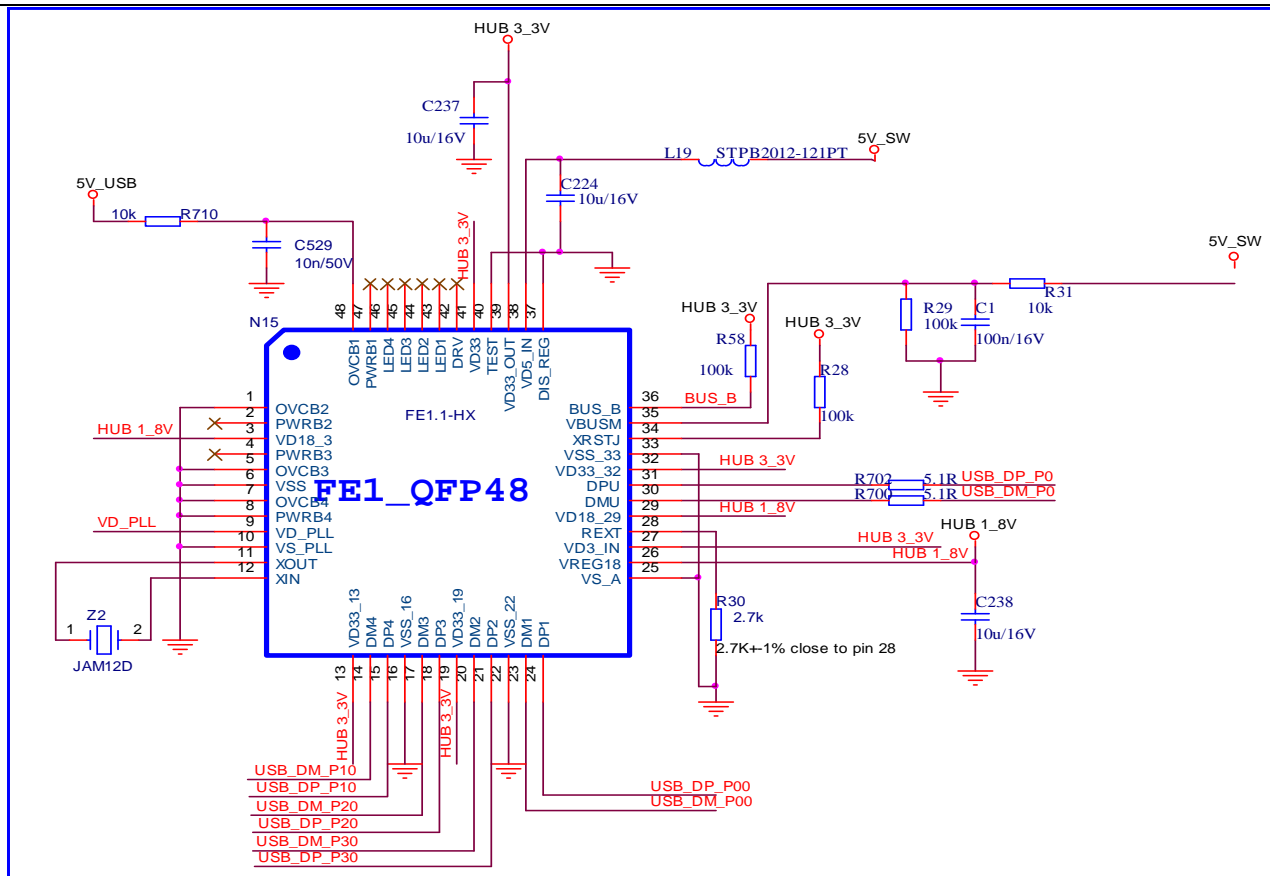 HUB 3_3V
C237
10u/16V
5V_SW
L19 STPB2012-121PT
C224
10u/16V
5V_USB
10k R710
C529
10n/50V
HUB 3_3V
5V_SW
R31
10k
R29
100k
C1
100n/16V
HUB 3_3V
R58
100k
HUB 3_3V
R28
100k
BUS_B
48 47 46 45 44 43 42 41 40 39 38 37
N15
OVCB1 PWRB1 LED4 LED3 LED2 LED1 DRV VD33 TEST VD33_OUT VD5_IN DIS_REG
FE1.1-HX
FE1_QFP48
1 OVCB2
2 PWRB2
HUB 1_8V 3 VD18_3
4 PWRB3
5 OVCB3
6 VSS
7 OVCB4
8 PWRB4
VD_PLL 9 VD_PLL
10 VS_PLL
11 XOUT
12 XIN
BUS_B 36
VBUSM 35
XRSTJ 34
VSS_33 33
VD33_32 32 HUB 3_3V
DPU 31 R702 5.1R USB_DP_P0
DMU 30 R700 5.1R USB_DM_P0
VD18_29 29 HUB 1_8V
REXT 28
VD3_IN 27 HUB 3_3V
VREG18 26 HUB 1_8V
VS_A 25
HUB 1_8V
C238
10u/16V
R30
2.7k
2.7K+-1% close to pin 28
Z2
1 2
JAM12D
VD33_13 DM4 DP4 VSS_16 DM3 DP3 VD33_19 DM2 DP2 VSS_22 DM1 DP1
13 14 15 16 17 18 19 20 21 22 23 24
HUB 3_3V
HUB 3_3V
USB_DM_P10
USB_DP_P10
USB_DM_P20
USB_DP_P20
USB_DM_P30
USB_DP_P30
USB_DP_P00
USB_DM_P00